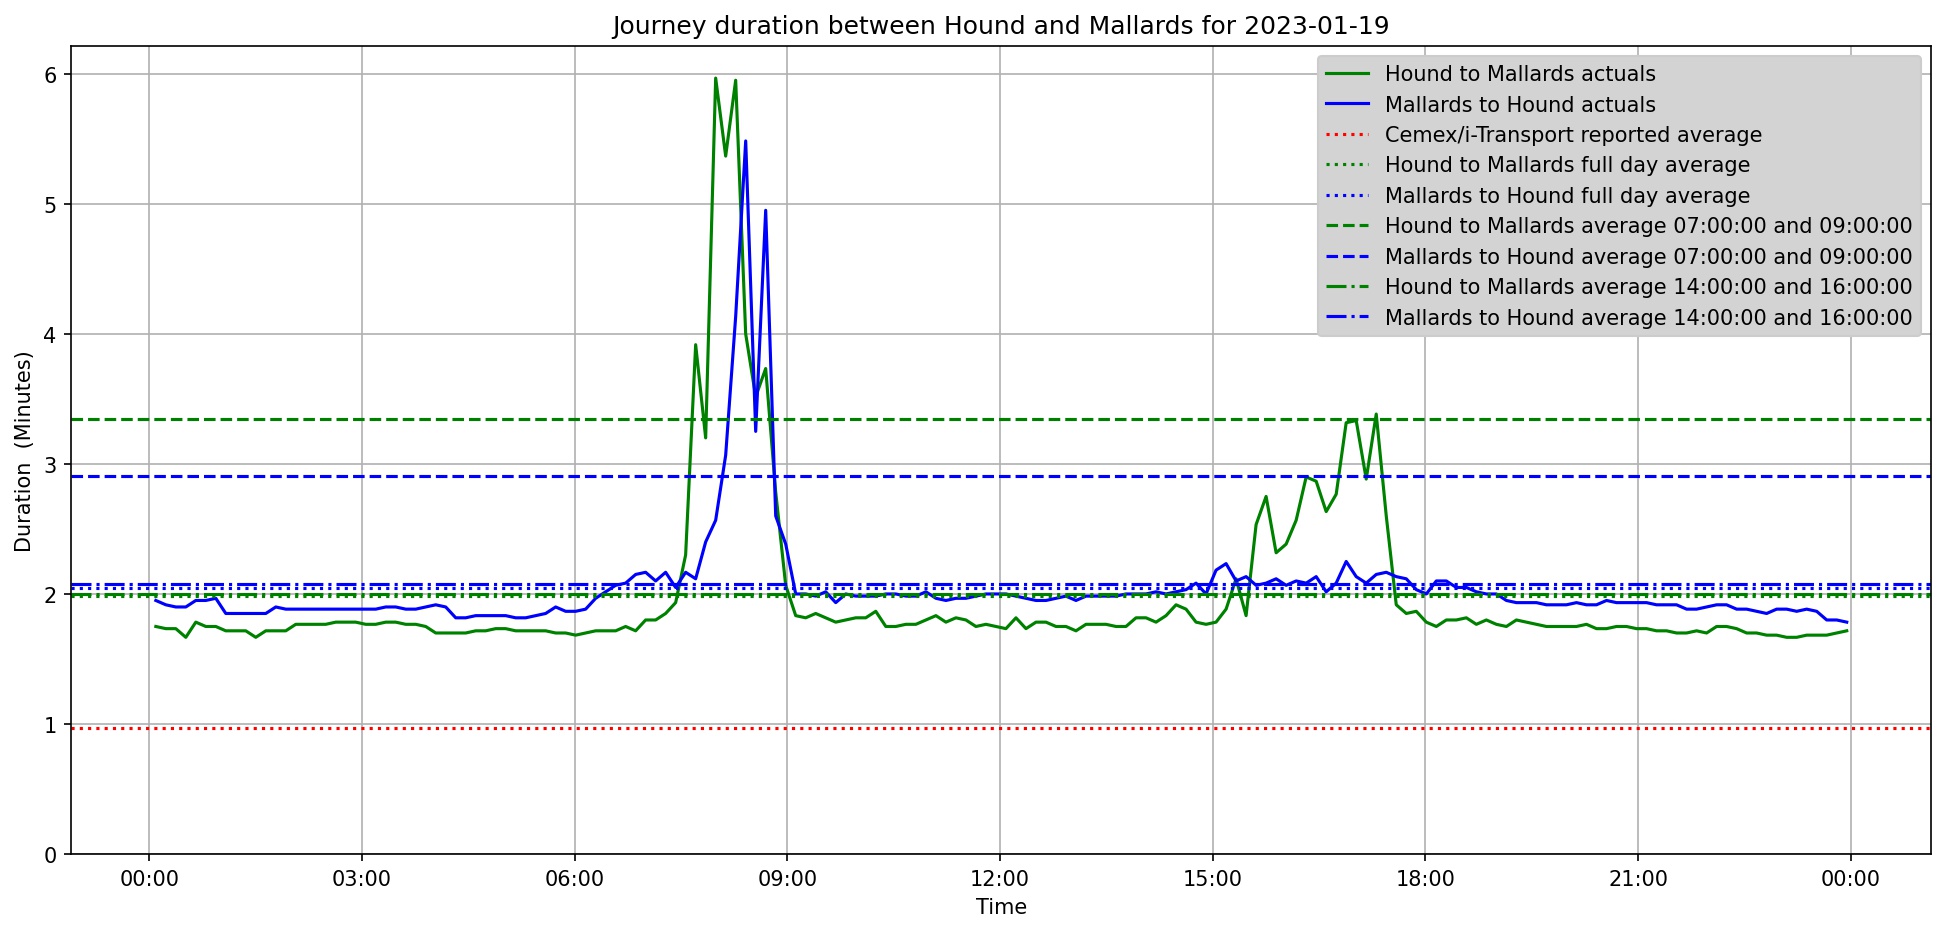 Journey duration between Hound and Mallards for 2023-01-19
Hound to Mallards actuals
Mallards to Hound actuals
Cemex/i-Transport reported average
Hound to Mallards full day average
Mallards to Hound full day average
Hound to Mallards average 07:00:00 and 09:00:00
Mallards to Hound average 07:00:00 and 09:00:00
Hound to Mallards average 14:00:00 and 16:00:00
Mallards to Hound average 14:00:00 and 16:00:00
Duration  (Minutes)
6
5
4
3
2
1
0
00:00 03:00 06:00 09:00 12:00 15:00 18:00 21:00 00:00
Time